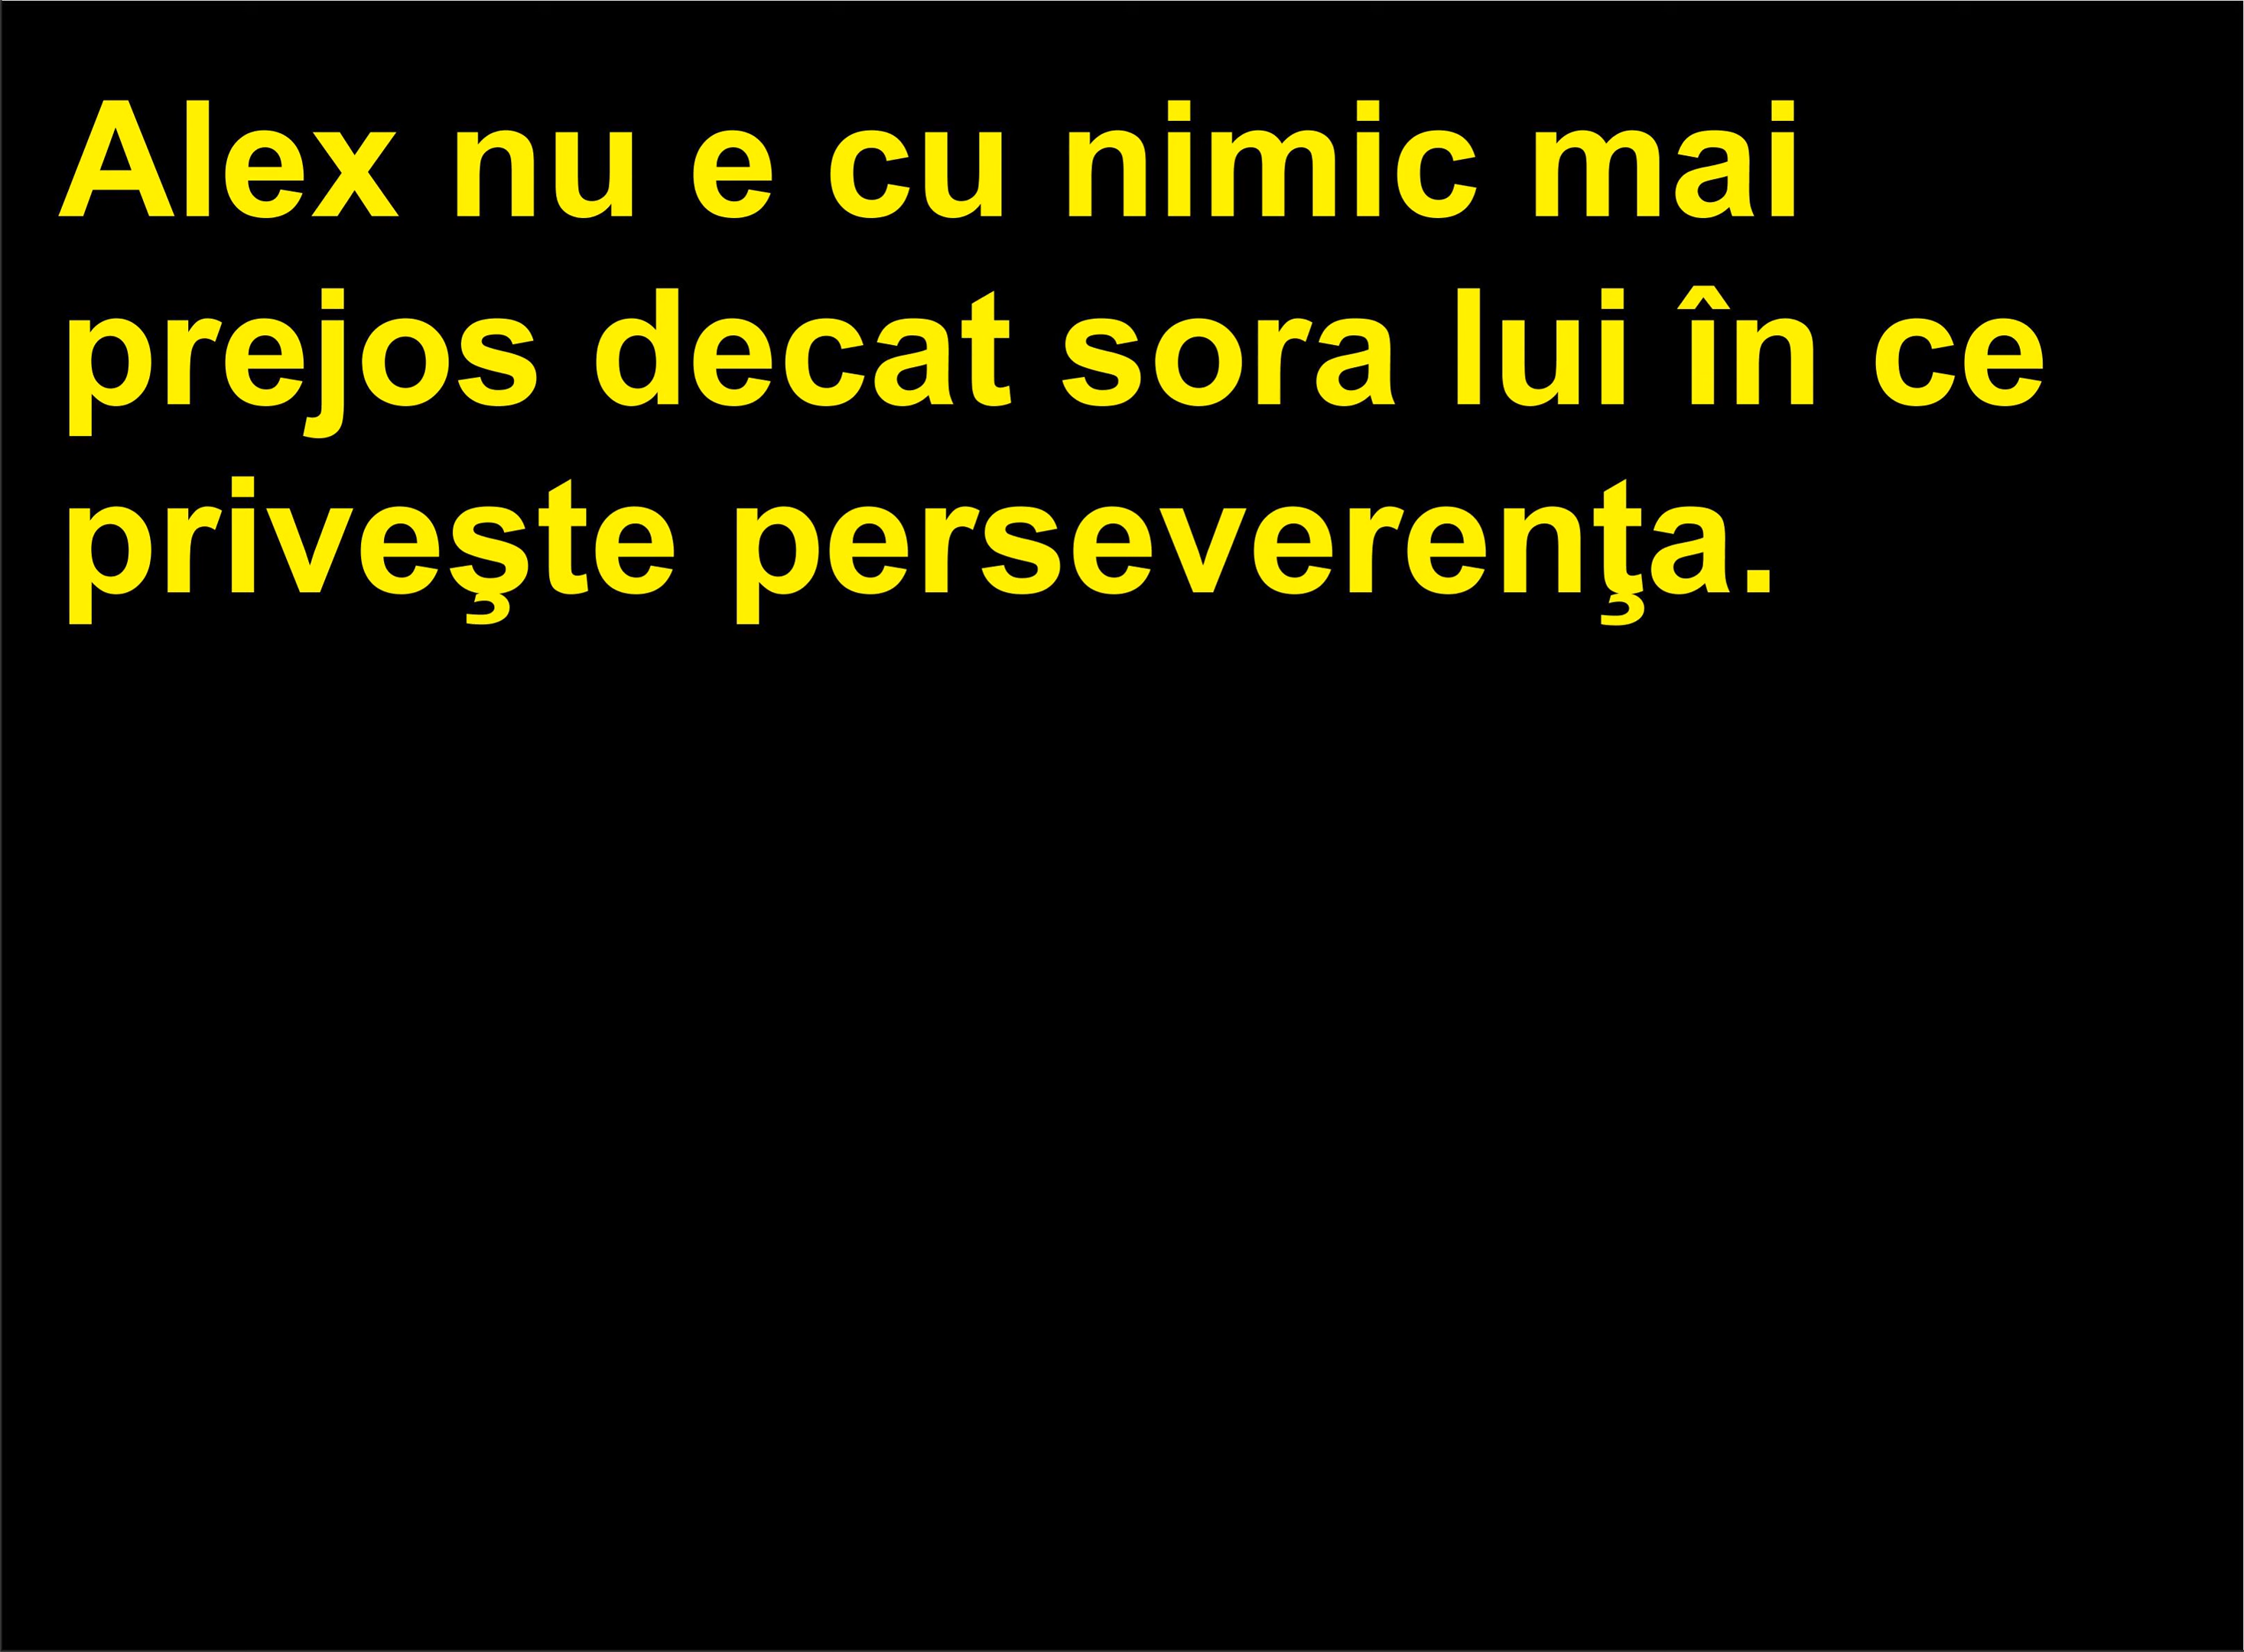 Alex nu e cu nimic mai
prejos decat sora lui în ce
priveşte perseverenţa.